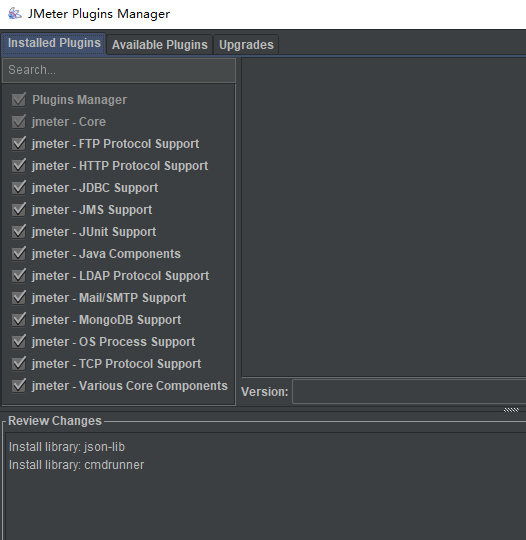 JMeter Plugins Manager
Installed Plugins
Available Plugins
Upgrades
Search...
Plugins Manager
jmeter - Core
jmeter - FTP Protocol Support
jmeter - HTTP Protocol Support
jmeter - JDBC Support
jmeter - JMS Support
jmeter - JUnit Support
jmeter - Java Components
jmeter - LDAP Protocol Support
jmeter - Mail/SMTP Support
jmeter - MongoDB Support
jmeter - OS Process Support
jmeter - TCP Protocol Support
jmeter - Various Core Components
Version:
Review Changes
Install library: json-lib
Install library: cmdrunner